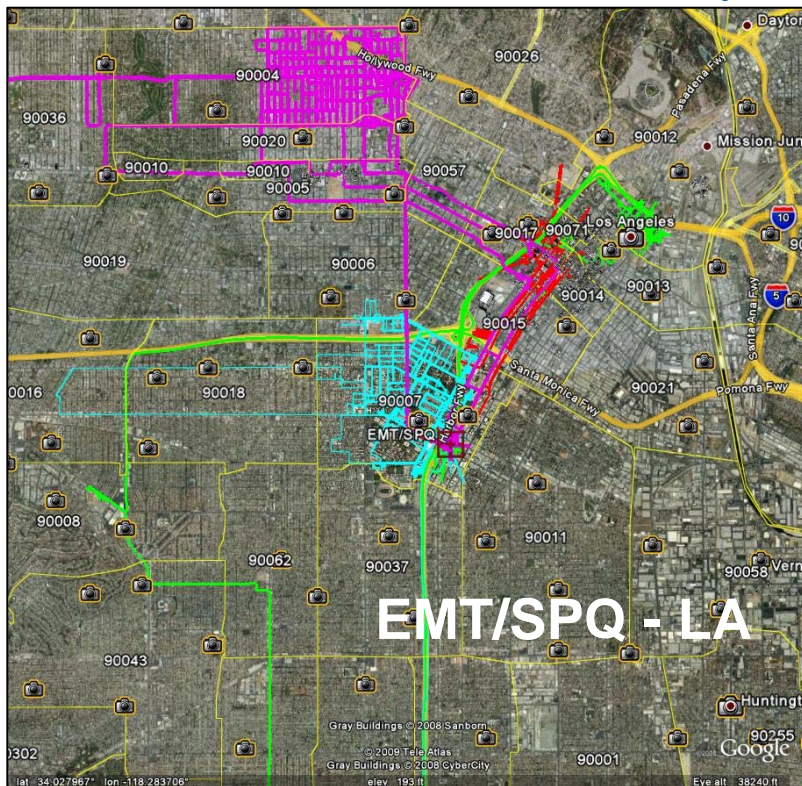 Dayton
Hollywood Fwy
90026
90004
Pasadena Fwy
90036
90012
90020
Mission Jun
90010
90010
90057
90005
90017
90071
Los Angeles
10
90019
90006
90013
5
90014
Santa Ana Fwy
90015
Santa Monica Fwy
90016
90018
90021
Pomona Fwy
90007
Harbor Fwy
EMT/SPQ
90008
90011
90062
90037
90058
Vern
EMT/SPQ - LA
90043
Huntingt
Gray Buildings © 2008 Sanborn
90255
0302
© 2009 Tele Atlas
90001
©2009 Google
Gray Buildings © 2008 CyberCity
lat 34.027967° lon -118.283706° elev 193 ft Eye alt 38240 ft